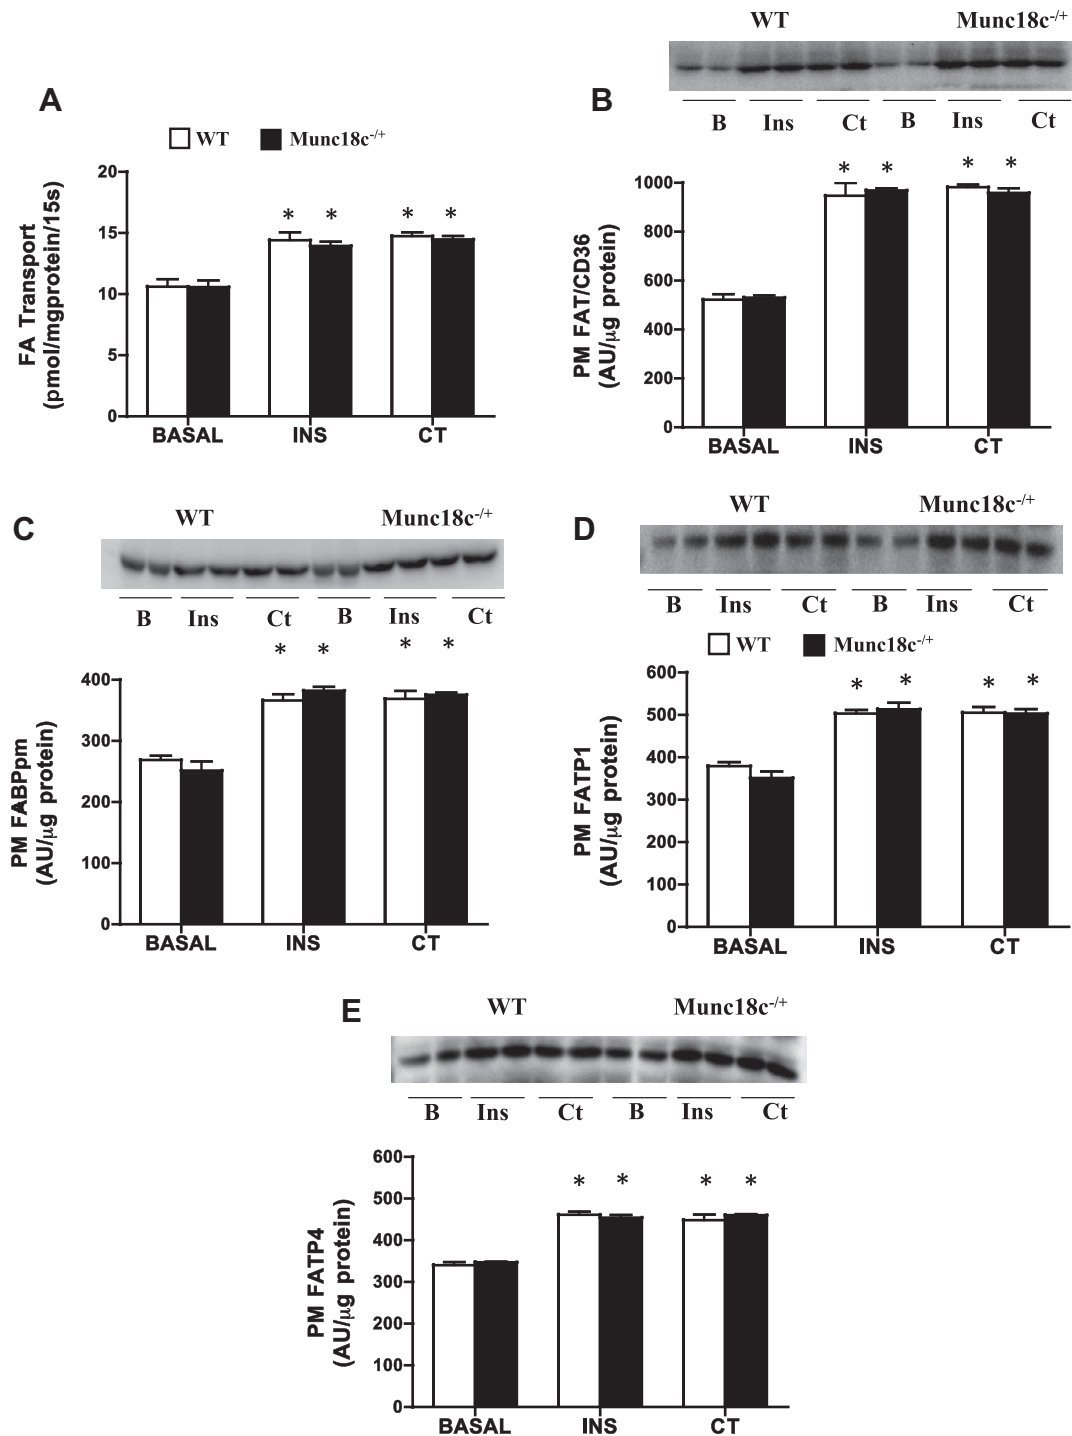 A
WT Munc18c-/+
FA Transport
(pmol/mgprotein/15s)
20
15
10
5
0
BASAL INS CT
* * * *
B
WT Munc18c-/+
B Ins Ct B Ins Ct
PM FAT/CD36
(AU/µg protein)
1000
800
600
400
200
0
* * * *
BASAL INS CT
C
WT Munc18c-/+
B Ins Ct B Ins Ct
* * * *
PM FABPpm
(AU/µg protein)
400
300
200
100
0
BASAL INS CT
D
WT Munc18c-/+
B Ins Ct B Ins Ct
WT Munc18c-/+
PM FATP1
(AU/µg protein)
600
500
400
300
200
100
0
* * * *
BASAL INS CT
E
WT Munc18c-/+
B Ins Ct B Ins Ct
PM FATP4
(AU/µg protein)
600
500
400
300
200
100
0
* * * *
BASAL INS CT